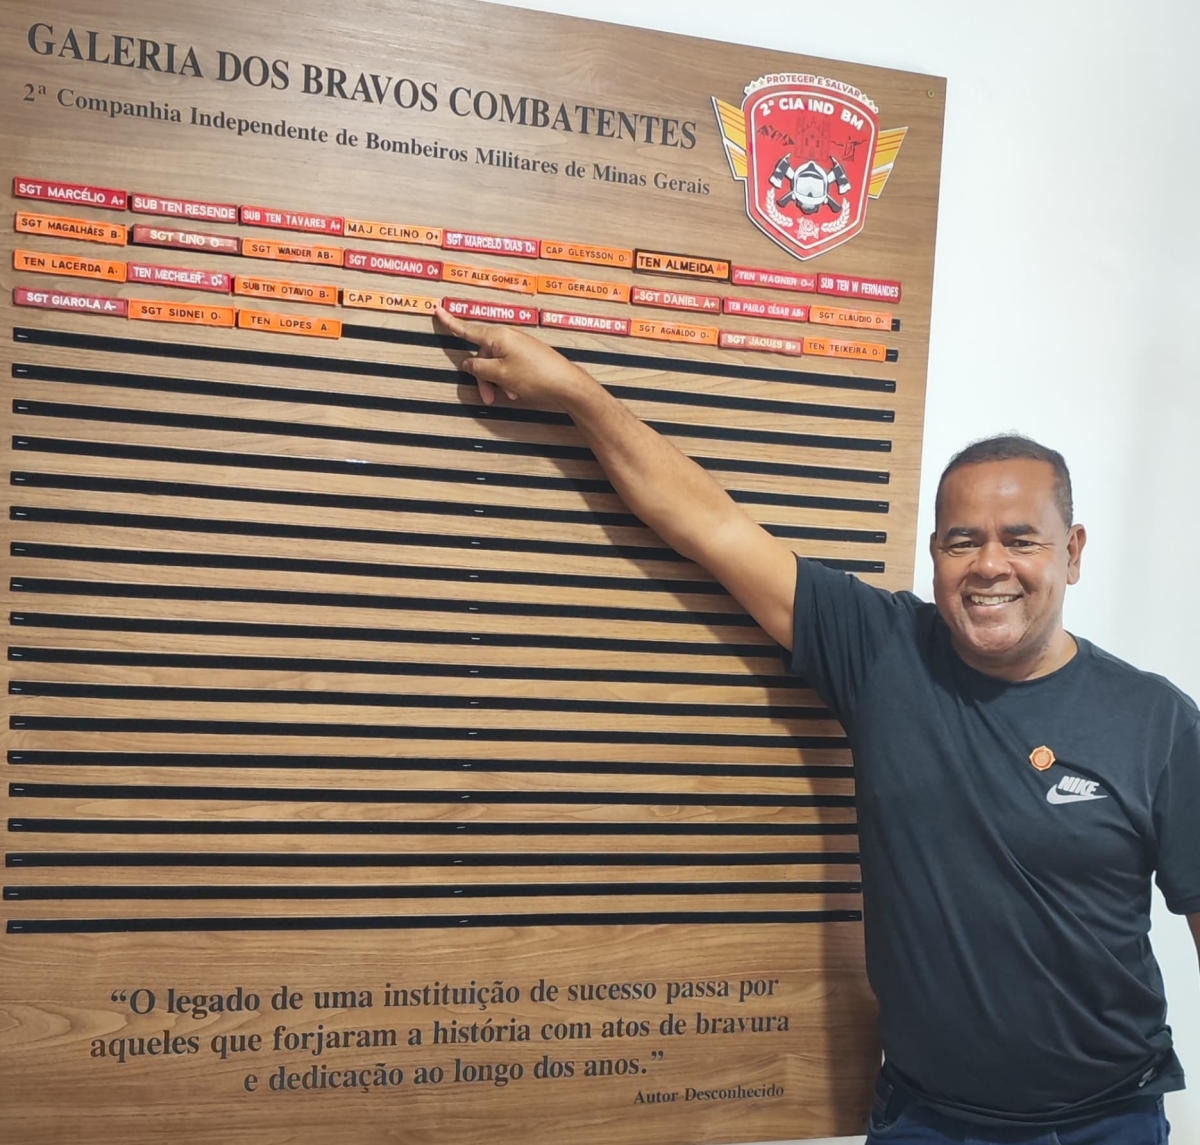 GALERIA DOS BRAVOS COMBATENTES
2ª Companhia Independente de Bombeiros Militares de Minas Gerais
PROTEGER E SALVAR
2ª CIA IND BM
SGT MARCÉLIO A+ SUB TEN RESENDE SUB TEN TAVARES A+ MAJ CELINO O+ SGT MARCELO DIAS O+ CAP GLEYSSON O- TEN ALMEIDA A+ TEN WAGNER O+ SUB TEN W FERNANDES
SGT MAGALHÃES B- SGT LINO O- SGT WANDER AB- SGT DOMICIANO O+ SGT ALEX GOMES A- SGT GERALDO A- SGT DANIEL A+ TEN PAULO CÉSAR AB+ SGT CLAUDIO O-
TEN LACERDA A- TEN MECHELER O+ SUB TEN OTAVIO B- CAP TOMAZ O+ SGT JACINTHO O+ SGT ANDRADE O+ SGT AGNALDO O- SGT JAQUES B+ TEN TEIXEIRA O-
SGT GIAROLA A- SGT SIDNEI O- TEN LOPES A-
NIKE
“O legado de uma instituição de sucesso passa por
aqueles que forjaram a história com atos de bravura
e dedicação ao longo dos anos.”
Autor Desconhecido